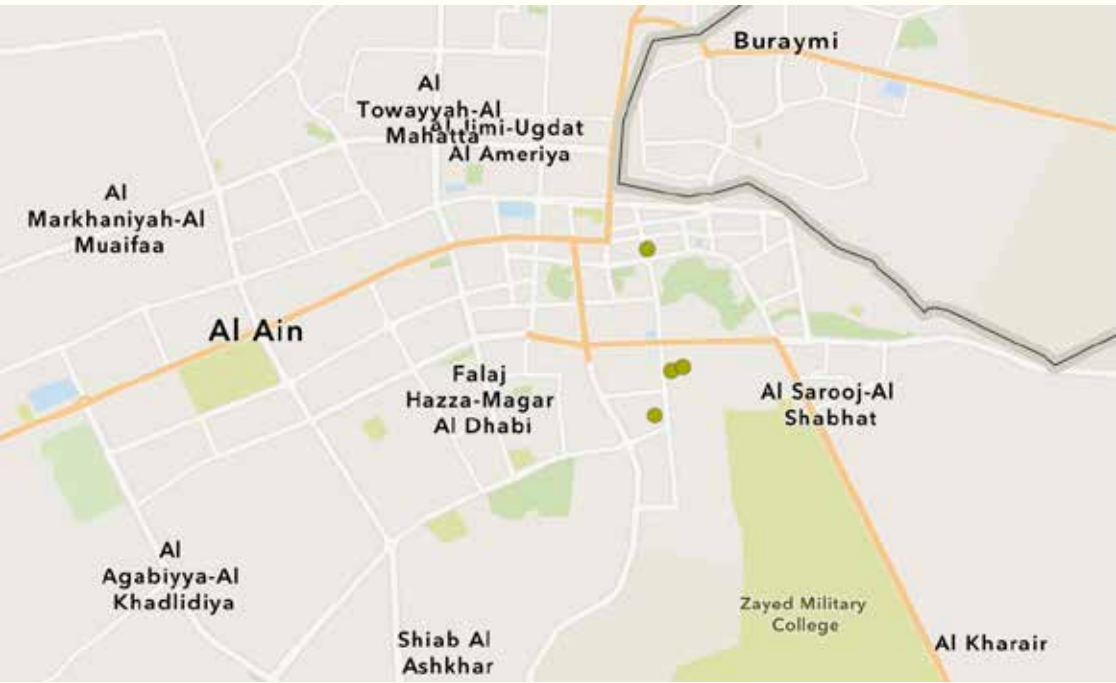 Buraymi
Al
Towayyah-Al
Mahatta
Al Jimi-Ugdat
Al Ameriya
Al
Markhaniyah-Al
Muaifaa
Al Ain
Falaj
Hazza-Magar
Al Dhabi
Al Sarooj-Al
Shabhat
Al
Agabiyya-Al
Khadlidiya
Zayed Military
College
Shiab Al
Ashkhar
Al Kharair